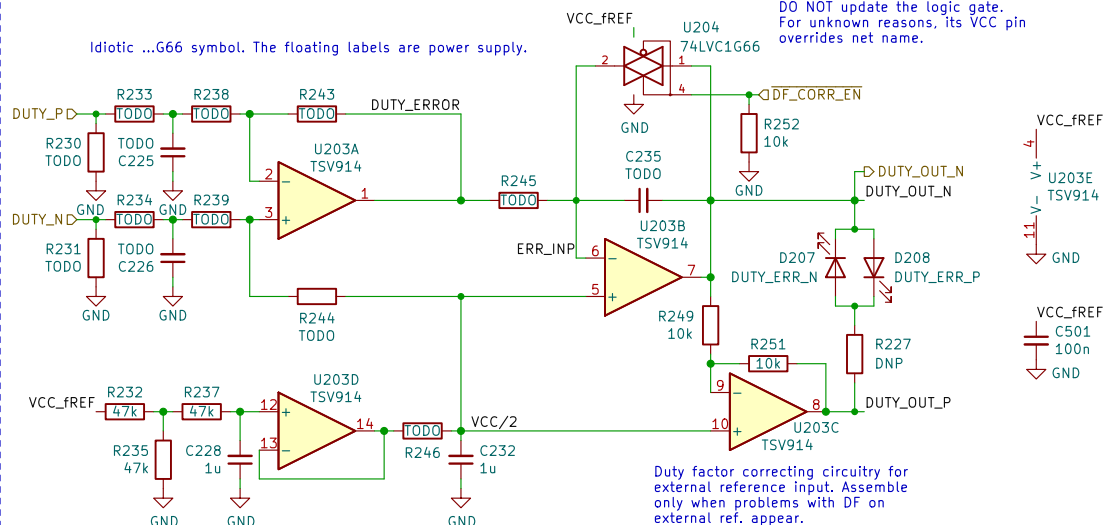 DO NOT update the logic gate.
For unknown reasons, its VCC pin
overrides net name.
VCC_fREF
U204
74LVC1G66
Idiotic ...G66 symbol. The floating labels are power supply.
2
1
4
DF_CORR_EN
GND
R252
10k
GND
DUTY_P
R233
TODO
R238
TODO
R243
TODO
DUTY_ERROR
R230
TODO
TODO
C225
GND
GND
U203A
TSV914
2
3
1
−
+
DUTY_N
R234
TODO
R239
TODO
R231
TODO
TODO
C226
GND
GND
R244
TODO
R245
TODO
C235
TODO
U203B
TSV914
ERR_INP
6
5
7
−
+
DUTY_OUT_N
DUTY_OUT_N
D207
DUTY_ERR_N
D208
DUTY_ERR_P
R249
10k
R251
10k
R227
DNP
9
10
8
−
+
U203C
TSV914
DUTY_OUT_P
VCC_fREF
4
V+
U203E
TSV914
V−
11
GND
VCC_fREF
C501
100n
GND
VCC_fREF
R232
47k
R237
47k
R235
47k
C228
1u
GND
GND
U203D
TSV914
12
13
14
+
−
TODO
R246
VCC/2
C232
1u
GND
Duty factor correcting circuitry for
external reference input. Assemble
only when problems with DF on
external ref. appear.